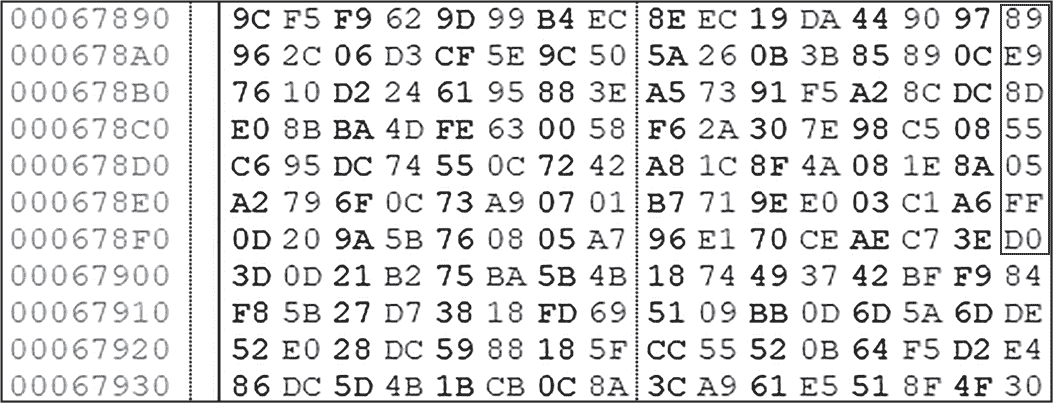 00067890 9C F5 F9 62 9D 99 B4 EC 8E EC 19 DA 44 90 97 89
000678A0 96 2C 06 D3 CF 5E 9C 50 5A 26 0B 3B 85 89 0C E9
000678B0 76 10 D2 24 61 95 88 3E A5 73 91 F5 A2 8C DC 8D
000678C0 E0 8B BA 4D FE 63 00 58 F6 2A 30 7E 98 C5 08 55
000678D0 C6 95 DC 74 55 0C 72 42 A8 1C 8F 4A 08 1E 8A 05
000678E0 A2 79 6F 0C 73 A9 07 01 B7 71 9E E0 03 C1 A6 FF
000678F0 0D 20 9A 5B 76 08 05 A7 96 E1 70 CE AE C7 3E D0
00067900 3D 0D 21 B2 75 BA 5B 4B 18 74 49 37 42 BF F9 84
00067910 F8 5B 27 D7 38 18 FD 69 51 09 BB 0D 6D 5A 6D DE
00067920 52 E0 28 DC 59 88 18 5F CC 55 52 0B 64 F5 D2 E4
00067930 86 DC 5D 4B 1B CB 0C 8A 3C A9 61 E5 51 8F 4F 30